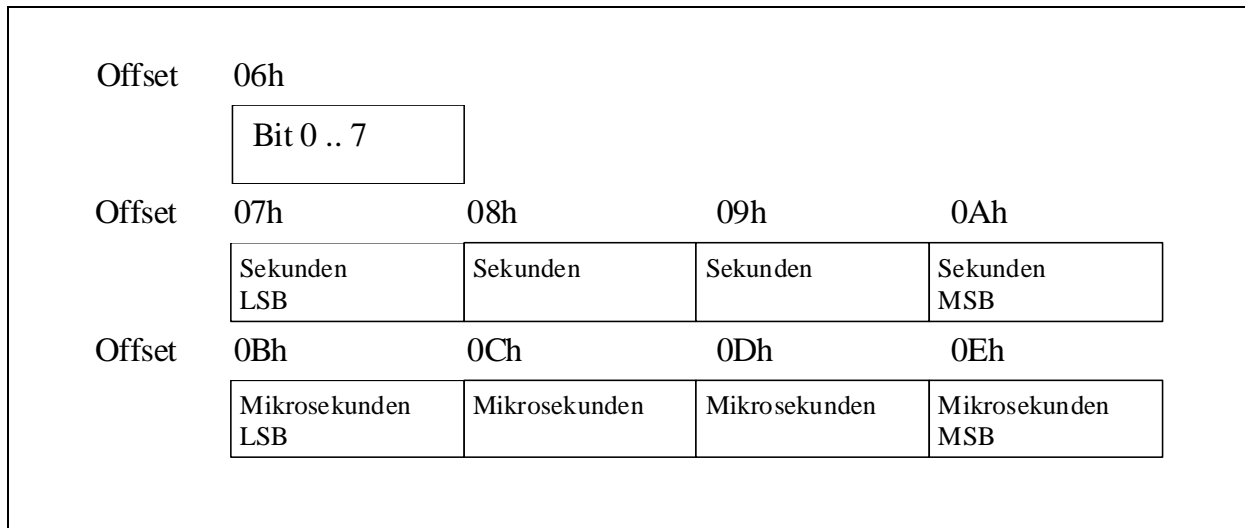 Offset 06h
Bit 0 .. 7
Offset 07h 08h 09h 0Ah
Sekunden Sekunden Sekunden Sekunden
LSB MSB
Offset 0Bh 0Ch 0Dh 0Eh
Mikrosekunden Mikrosekunden Mikrosekunden Mikrosekunden
LSB MSB